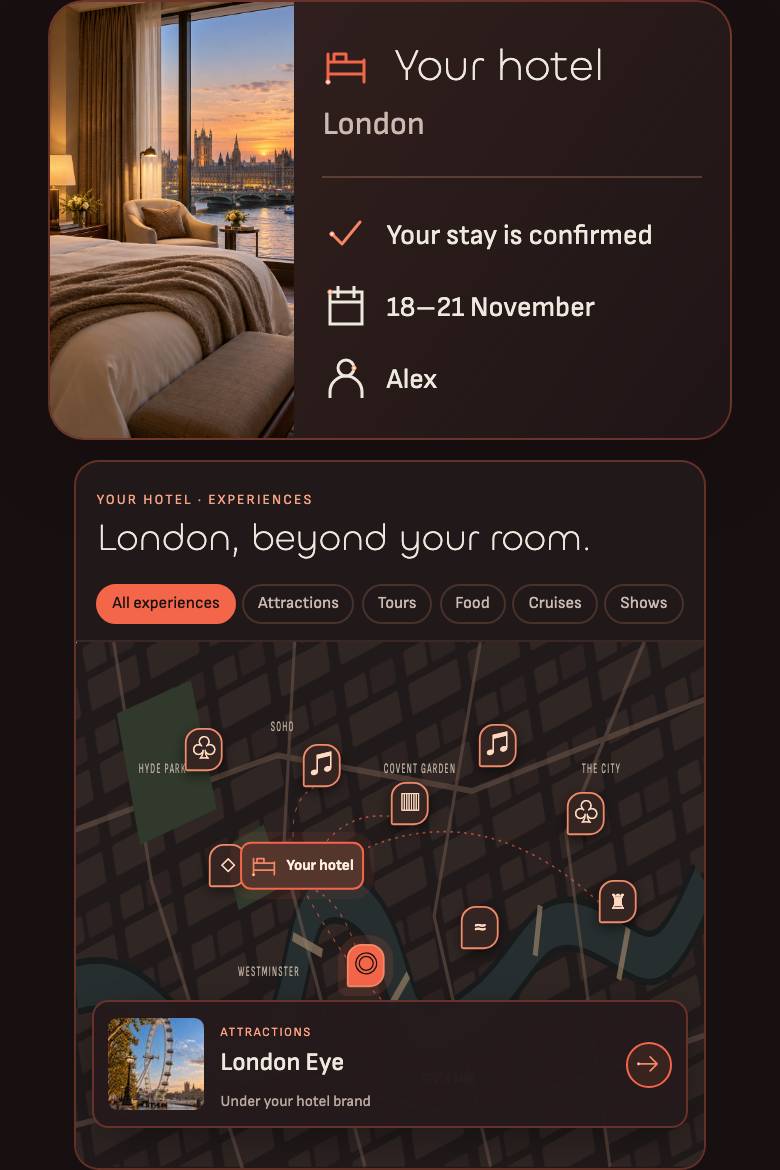 Your hotel
London
Your stay is confirmed
18–21 November
Alex
YOUR HOTEL · EXPERIENCES
London, beyond your room.
All experiences
Attractions
Tours
Food
Cruises
Shows
SOHO
HYDE PARK
COVENT GARDEN
THE CITY
Your hotel
WESTMINSTER
ATTRACTIONS
London Eye
Under your hotel brand